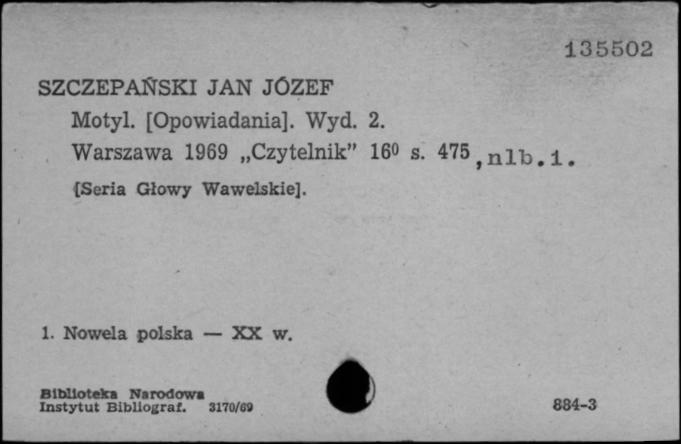 135502
SZCZEPAŃSKI JAN JÓZEF
Motyl. [Opowiadania]. Wyd. 2.
Warszawa 1969 „Czytelnik” 16⁰ s. 475, nlb. 1.
[Seria Głowy Wawelskie].
1. Nowela polska — XX w.
Biblioteka Narodowa
Instytut Bibliograf. 3170/69
884-3